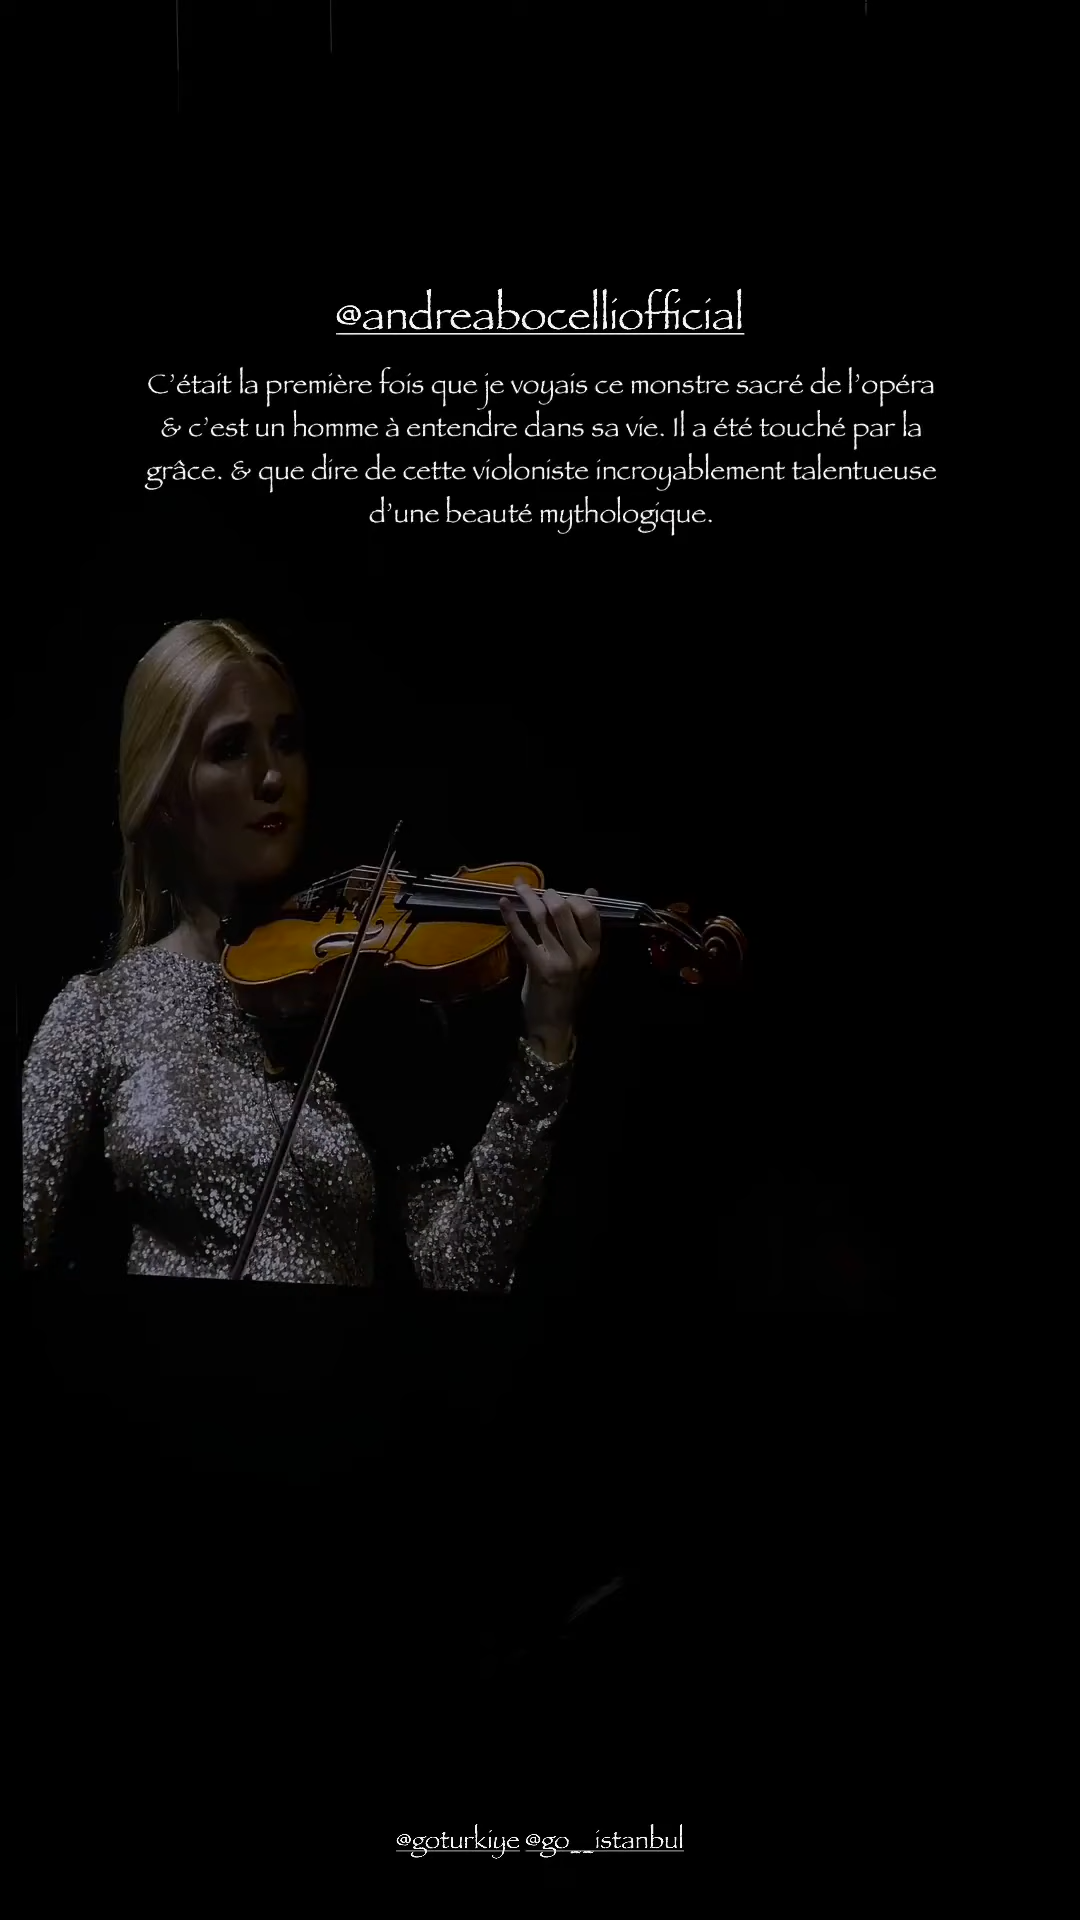 @andreabocelliofficial
C'était la première fois que je voyais ce monstre sacré de l'opéra
& c'est un homme à entendre dans sa vie. Il a été touché par la
grâce. & que dire de cette violoniste incroyablement talentueuse
d'une beauté mythologique.
@goturkiye @go__istanbul